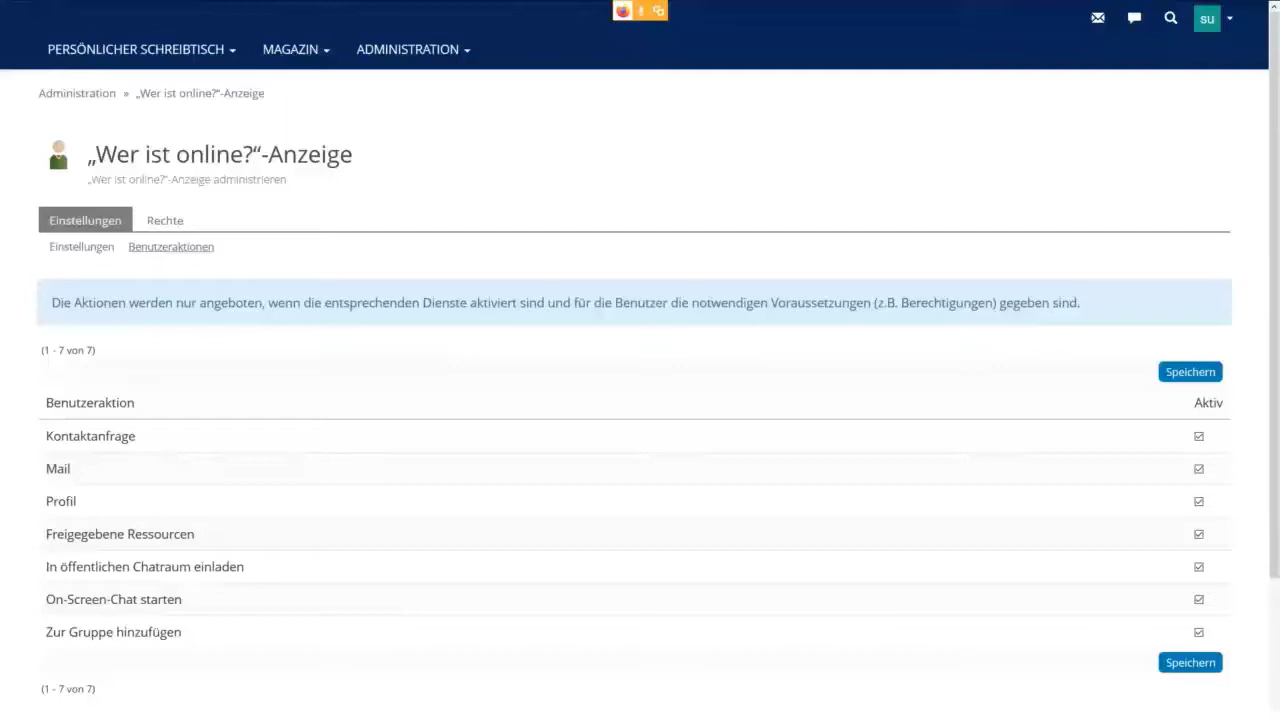 su
PERSÖNLICHER SCHREIBTISCH MAGAZIN ADMINISTRATION
Administration » „Wer ist online?“-Anzeige
„Wer ist online?“-Anzeige
„Wer ist online?“-Anzeige administrieren
Einstellungen Rechte
Einstellungen Benutzeraktionen
Die Aktionen werden nur angeboten, wenn die entsprechenden Dienste aktiviert sind und für die Benutzer die notwendigen Voraussetzungen (z.B. Berechtigungen) gegeben sind.
(1 - 7 von 7)
Speichern
Benutzeraktion Aktiv
Kontaktanfrage
Mail
Profil
Freigegebene Ressourcen
In öffentlichen Chatraum einladen
On-Screen-Chat starten
Zur Gruppe hinzufügen
Speichern
(1 - 7 von 7)